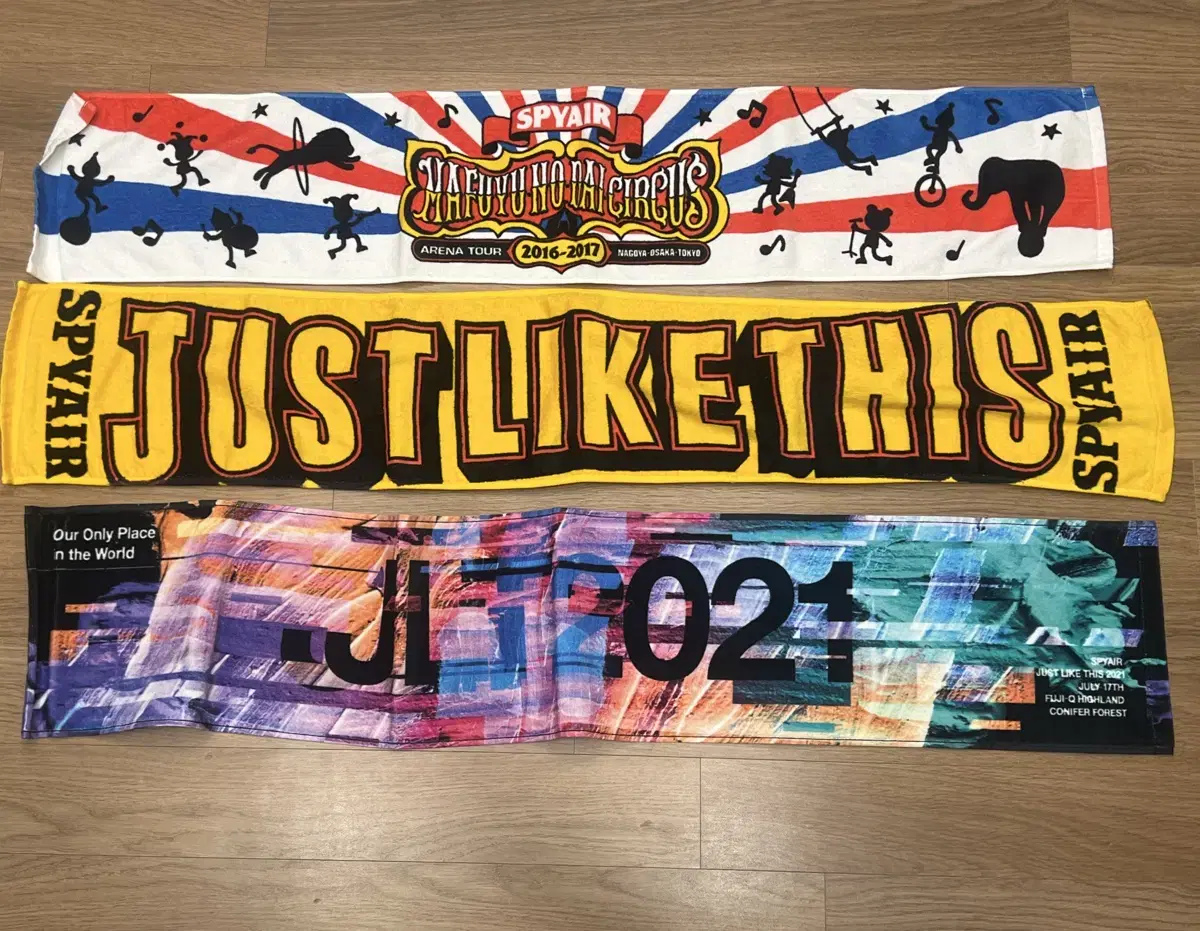 SPYAIR
MAFUYU NO DAI CIRCUS
ARENA TOUR 2016-2017 NAGOYA-OSAKA-TOKYO
SPYAIR
JUST LIKE THIS
SPYAIR
Our Only Place
n the World
JLT2021
SPYAIR
JUST LIKE THIS 2021
JULY 17TH
FUJI-Q HIGHLAND
CONIFER FOREST